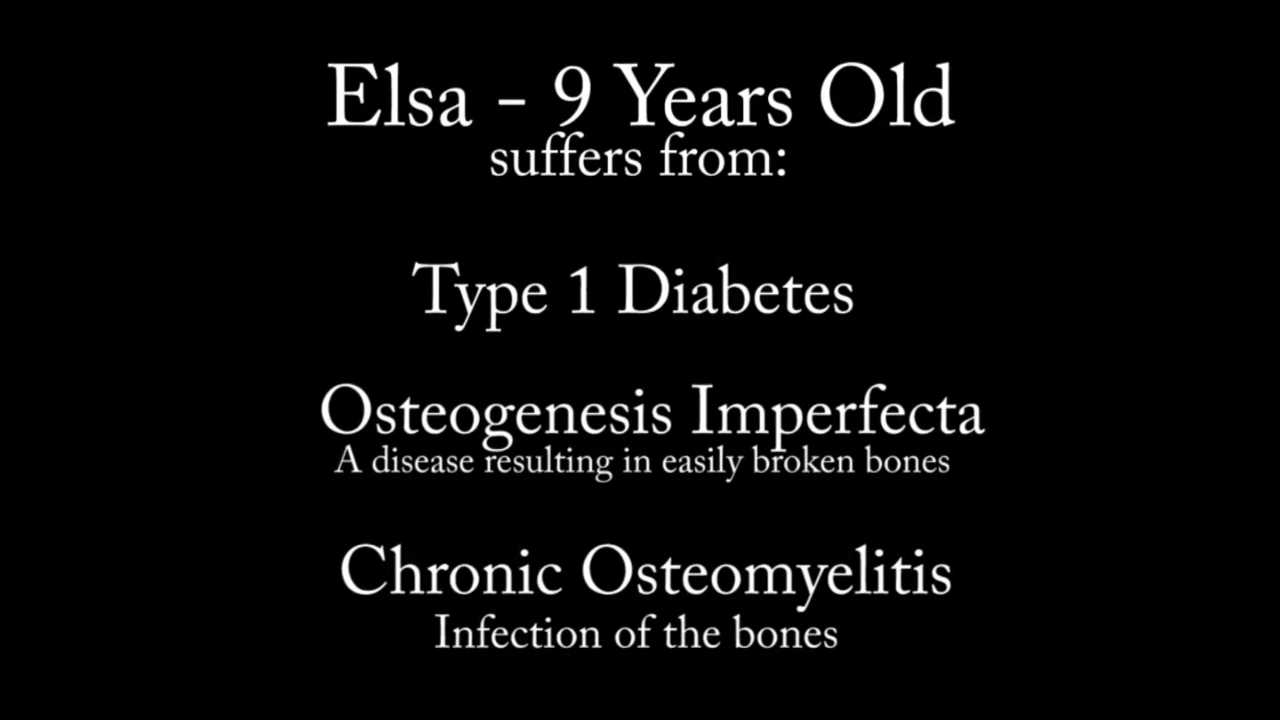 Elsa - 9 Years Old
suffers from:
Type 1 Diabetes
Osteogenesis Imperfecta
A disease resulting in easily broken bones
Chronic Osteomyelitis
Infection of the bones